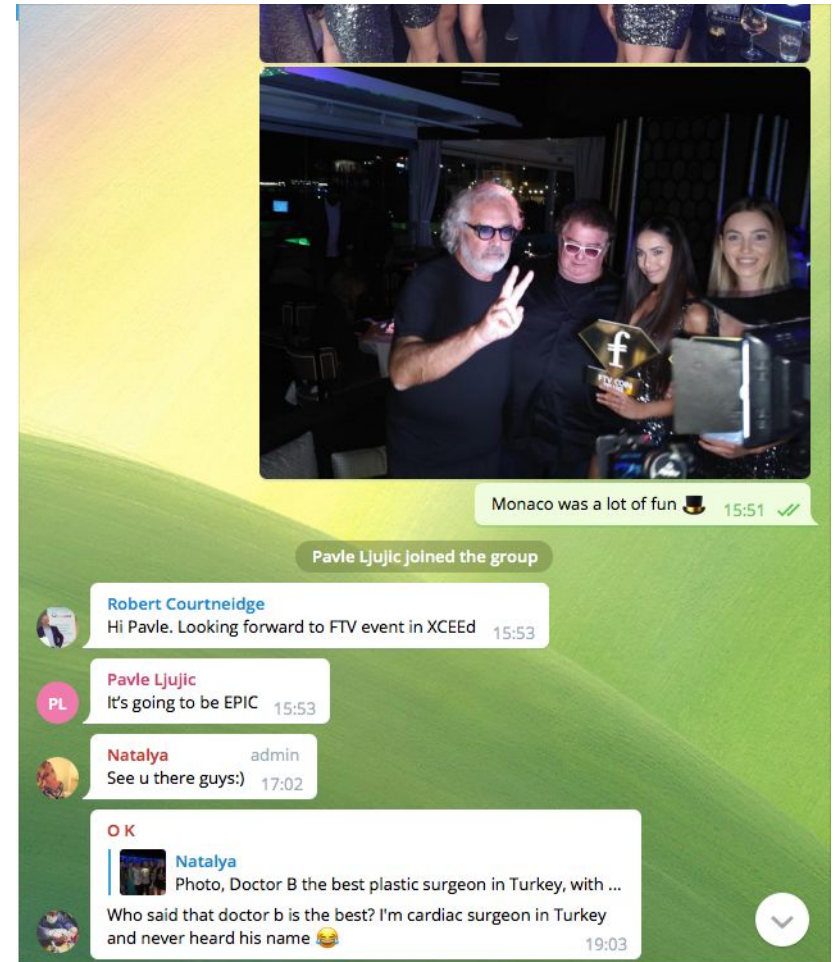 FTV COIN
Monaco was a lot of fun 🎩 15:51
Pavle Ljujic joined the group
Robert Courtneidge
Hi Pavle. Looking forward to FTV event in XCEEd 15:53
PL
Pavle Ljujic
It's going to be EPIC 15:53
Natalya admin
See u there guys:) 17:02
O K
Natalya
Photo, Doctor B the best plastic surgeon in Turkey, with ...
Who said that doctor b is the best? I'm cardiac surgeon in Turkey
and never heard his name 😂 19:03